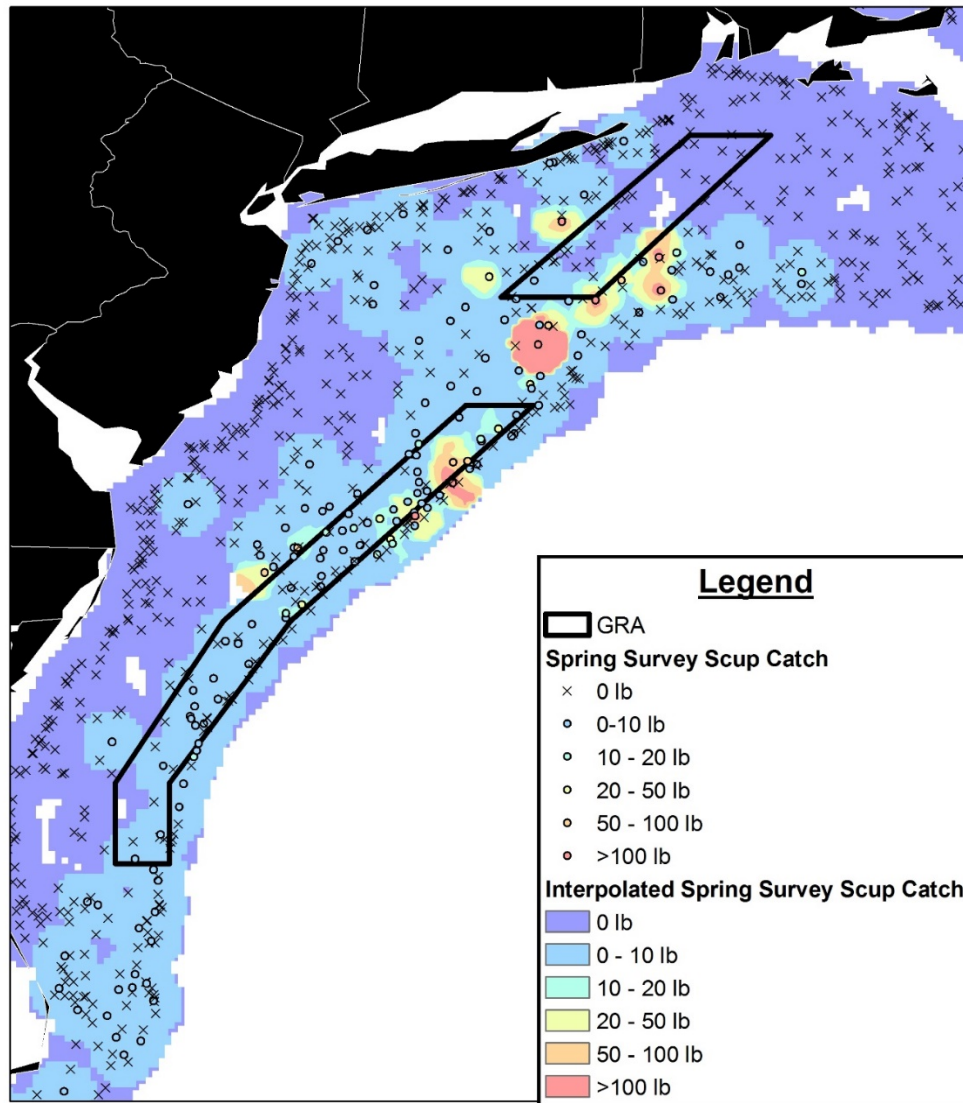 Legend
GRA
Spring Survey Scup Catch
0 lb
0-10 lb
10 - 20 lb
20 - 50 lb
50 - 100 lb
>100 lb
Interpolated Spring Survey Scup Catch
0 lb
0 - 10 lb
10 - 20 lb
20 - 50 lb
50 - 100 lb
>100 lb